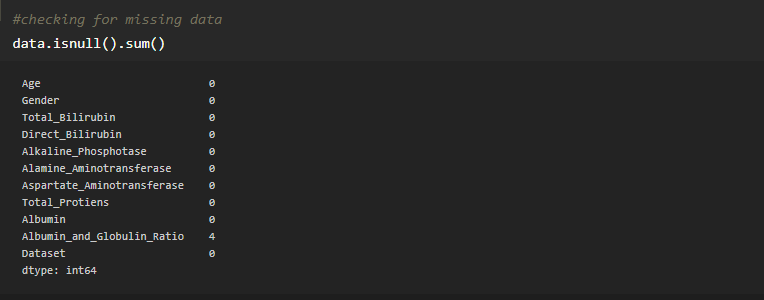 #checking for missing data
data.isnull().sum()
Age 0
Gender 0
Total_Bilirubin 0
Direct_Bilirubin 0
Alkaline_Phosphotase 0
Alamine_Aminotransferase 0
Aspartate_Aminotransferase 0
Total_Protiens 0
Albumin 0
Albumin_and_Globulin_Ratio 4
Dataset 0
dtype: int64